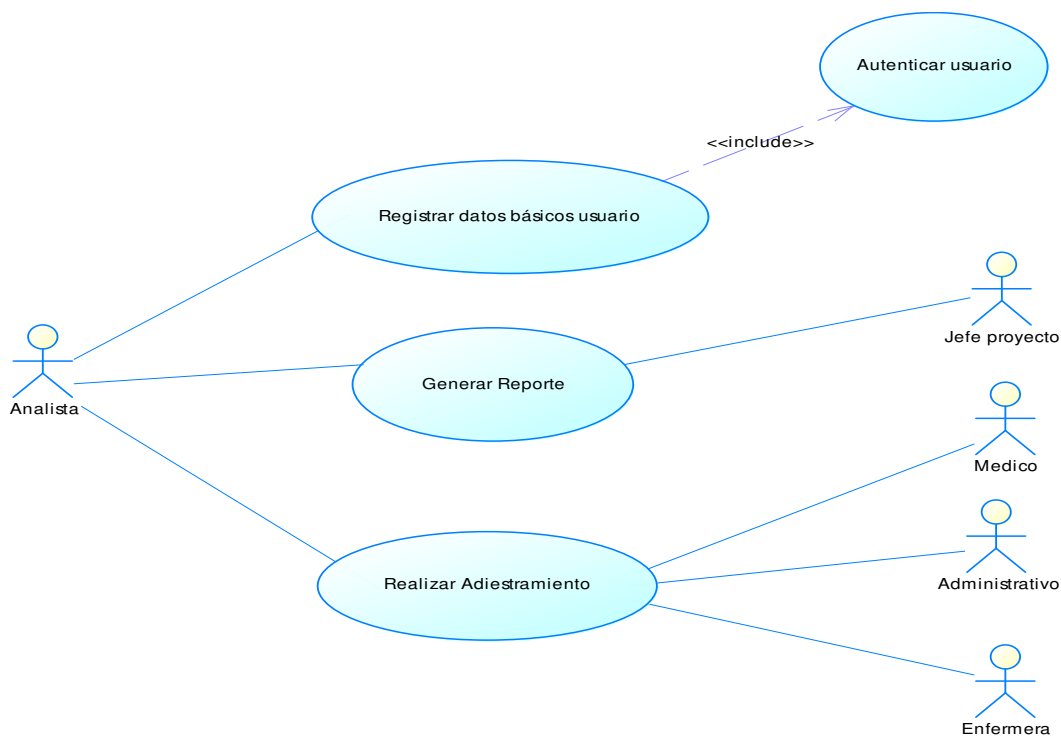 Autenticar usuario
<<include>>
Registrar datos básicos usuario
Jefe proyecto
Generar Reporte
Analista
Medico
Realizar Adiestramiento
Administrativo
Enfermera